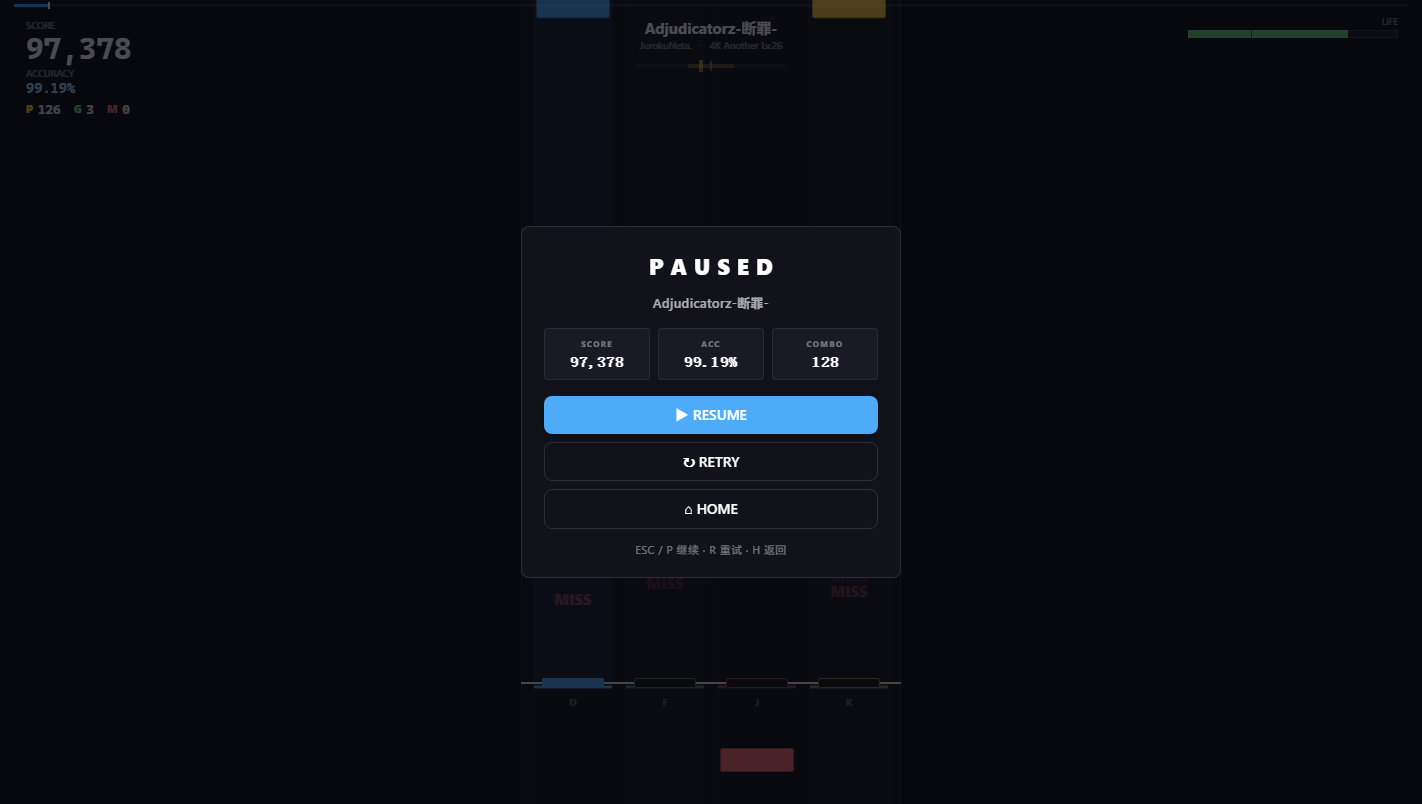 SCORE
97,378
ACCURACY
99.19%
P 126 G 3 M 0
Adjudicatorz-断罪-
JurokuNeta. · 4K Another Lv.26
LIFE
PAUSED
Adjudicatorz-断罪-
SCORE
97,378
ACC
99.19%
COMBO
128
▶ RESUME
↻ RETRY
⌂ HOME
ESC / P 继续 · R 重试 · H 返回
MISS
MISS
MISS
MISS
D F J K